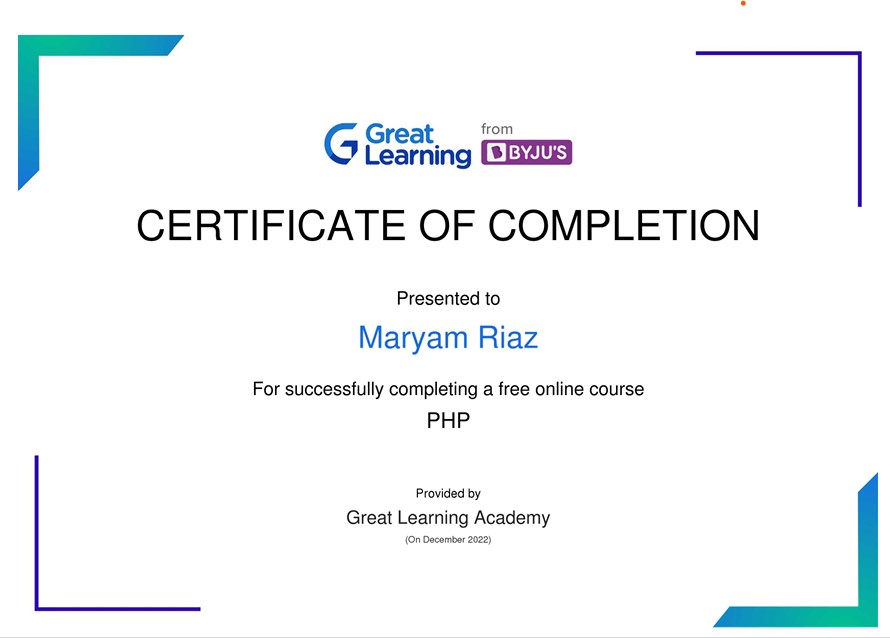 Great
Learning
from
BYJU'S
CERTIFICATE OF COMPLETION
Presented to
Maryam Riaz
For successfully completing a free online course
PHP
Provided by
Great Learning Academy
(On December 2022)